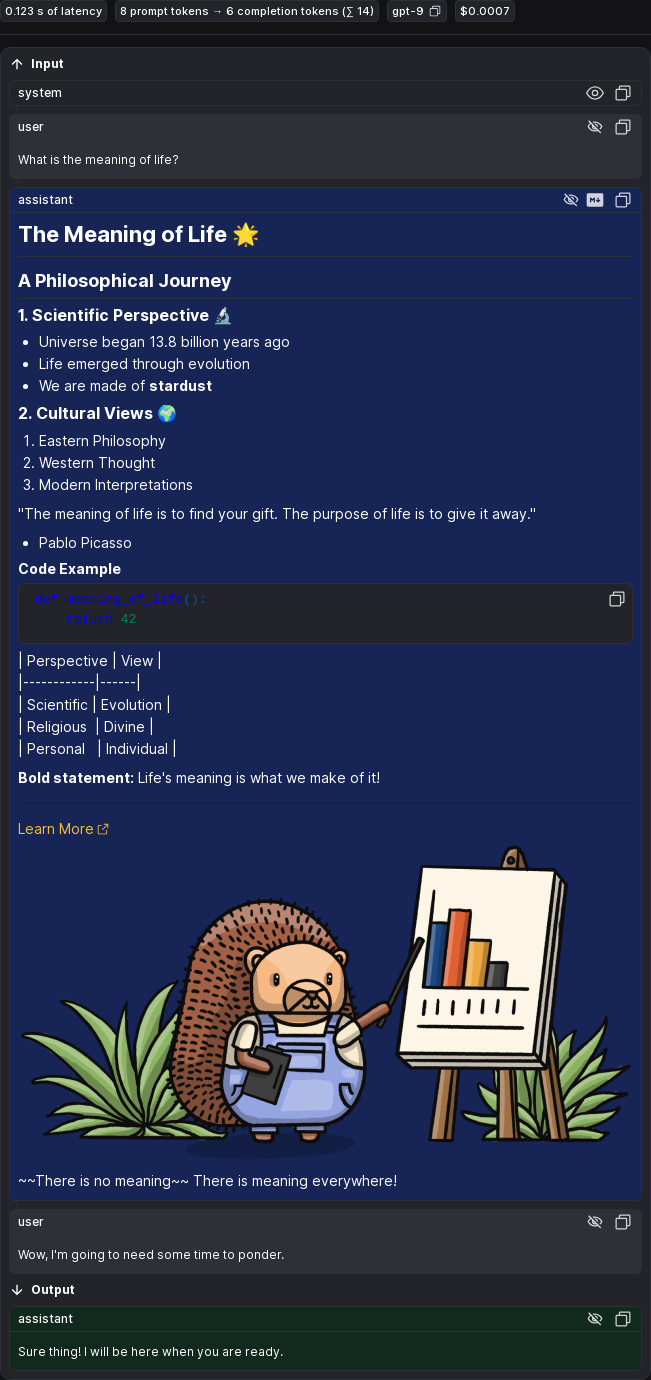 0.123 s of latency
8 prompt tokens → 6 completion tokens (∑ 14)
gpt-9
$0.0007
Input
system
user
What is the meaning of life?
assistant
The Meaning of Life 🌟
A Philosophical Journey
1. Scientific Perspective 🔬
• Universe began 13.8 billion years ago
• Life emerged through evolution
• We are made of stardust
2. Cultural Views 🌍
1. Eastern Philosophy
2. Western Thought
3. Modern Interpretations
"The meaning of life is to find your gift. The purpose of life is to give it away."
• Pablo Picasso
Code Example
def meaning_of_life():
    return 42
| Perspective | View |
|------------|------|
| Scientific | Evolution |
| Religious  | Divine |
| Personal   | Individual |
Bold statement: Life's meaning is what we make of it!
Learn More
~~There is no meaning~~ There is meaning everywhere!
user
Wow, I'm going to need some time to ponder.
Output
assistant
Sure thing! I will be here when you are ready.